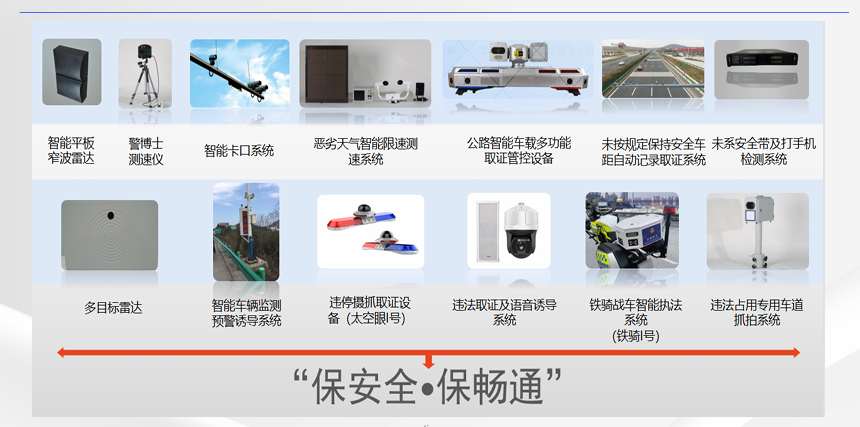 智能平板
窄波雷达
警博士
测速仪
智能卡口系统
恶劣天气智能限速测
速系统
公路智能车载多功能
取证管控设备
未按规定保持安全车
距自动记录取证系统
未系安全带及打手机
检测系统
多目标雷达
智能车辆监测
预警诱导系统
违停摄抓取证设
备（太空眼I号）
违法取证及语音诱导
系统
铁骑战车智能执法
系统
(铁骑I号)
违法占用专用车道
抓拍系统
“保安全•保畅通”